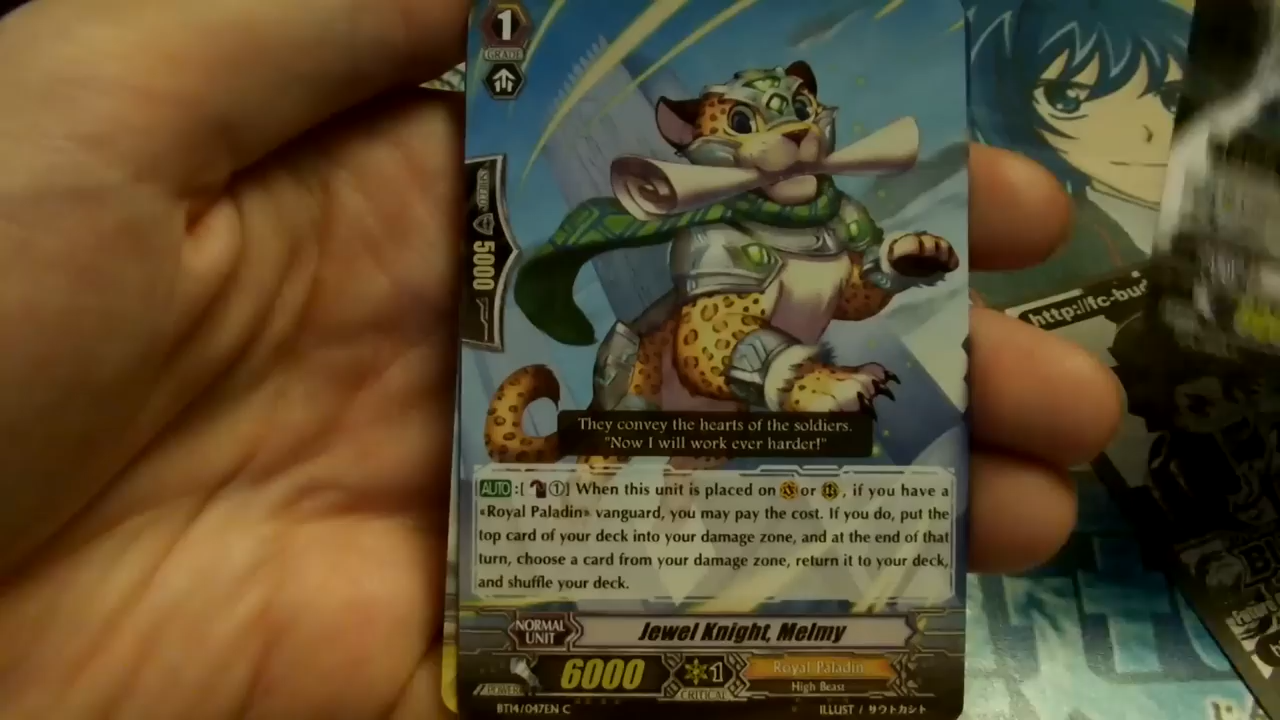 1
GRADE
5000
They convey the hearts of the soldiers.
"Now I will work ever harder!"
AUTO:[ ①] When this unit is placed on or , if you have a
«Royal Paladin» vanguard, you may pay the cost. If you do, put the
top card of your deck into your damage zone, and at the end of that
turn, choose a card from your damage zone, return it to your deck,
and shuffle your deck.
NORMAL
UNIT
Jewel Knight, Melmy
POWER
6000
1
CRITICAL
Royal Paladin
High Beast
BT14/047EN C
ILLUST / サクトカシト
http://fc-bud